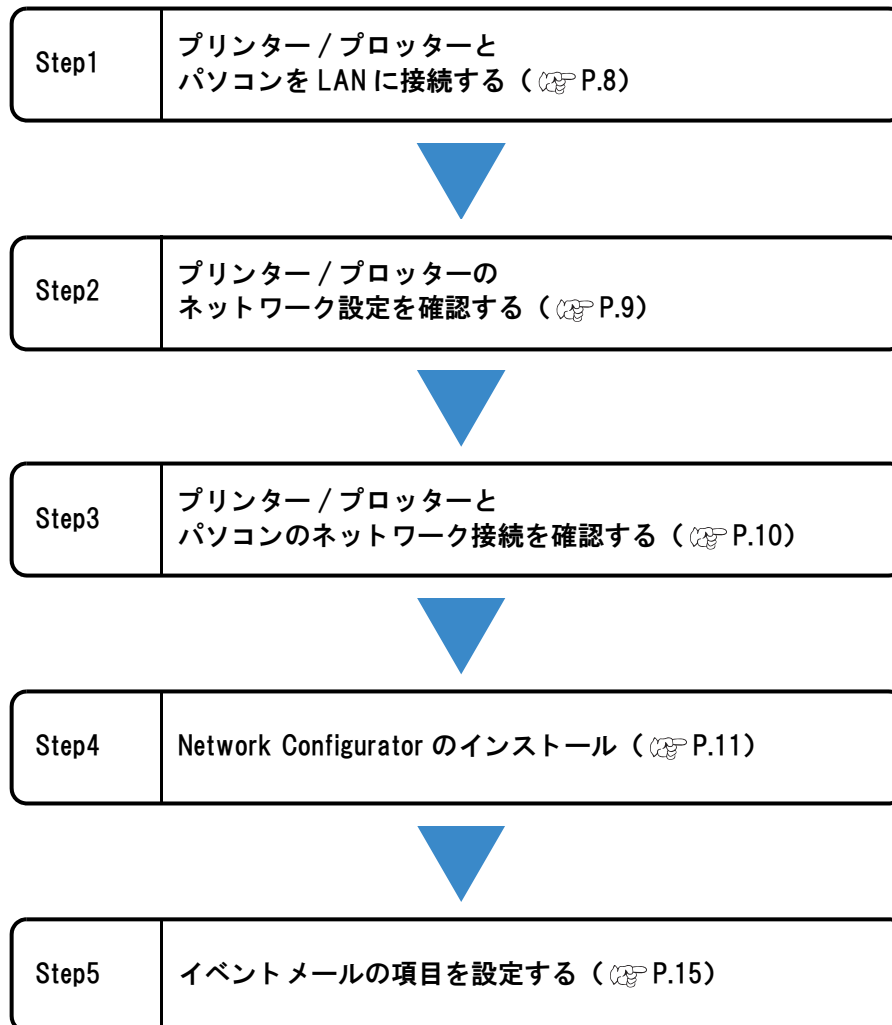 Step1
プリンター / プロッターと
パソコンを LAN に接続する（ P.8）
Step2
プリンター / プロッターの
ネットワーク設定を確認する（ P.9）
Step3
プリンター / プロッターと
パソコンのネットワーク接続を確認する（ P.10）
Step4
Network Configurator のインストール（ P.11）
Step5
イベントメールの項目を設定する（ P.15）